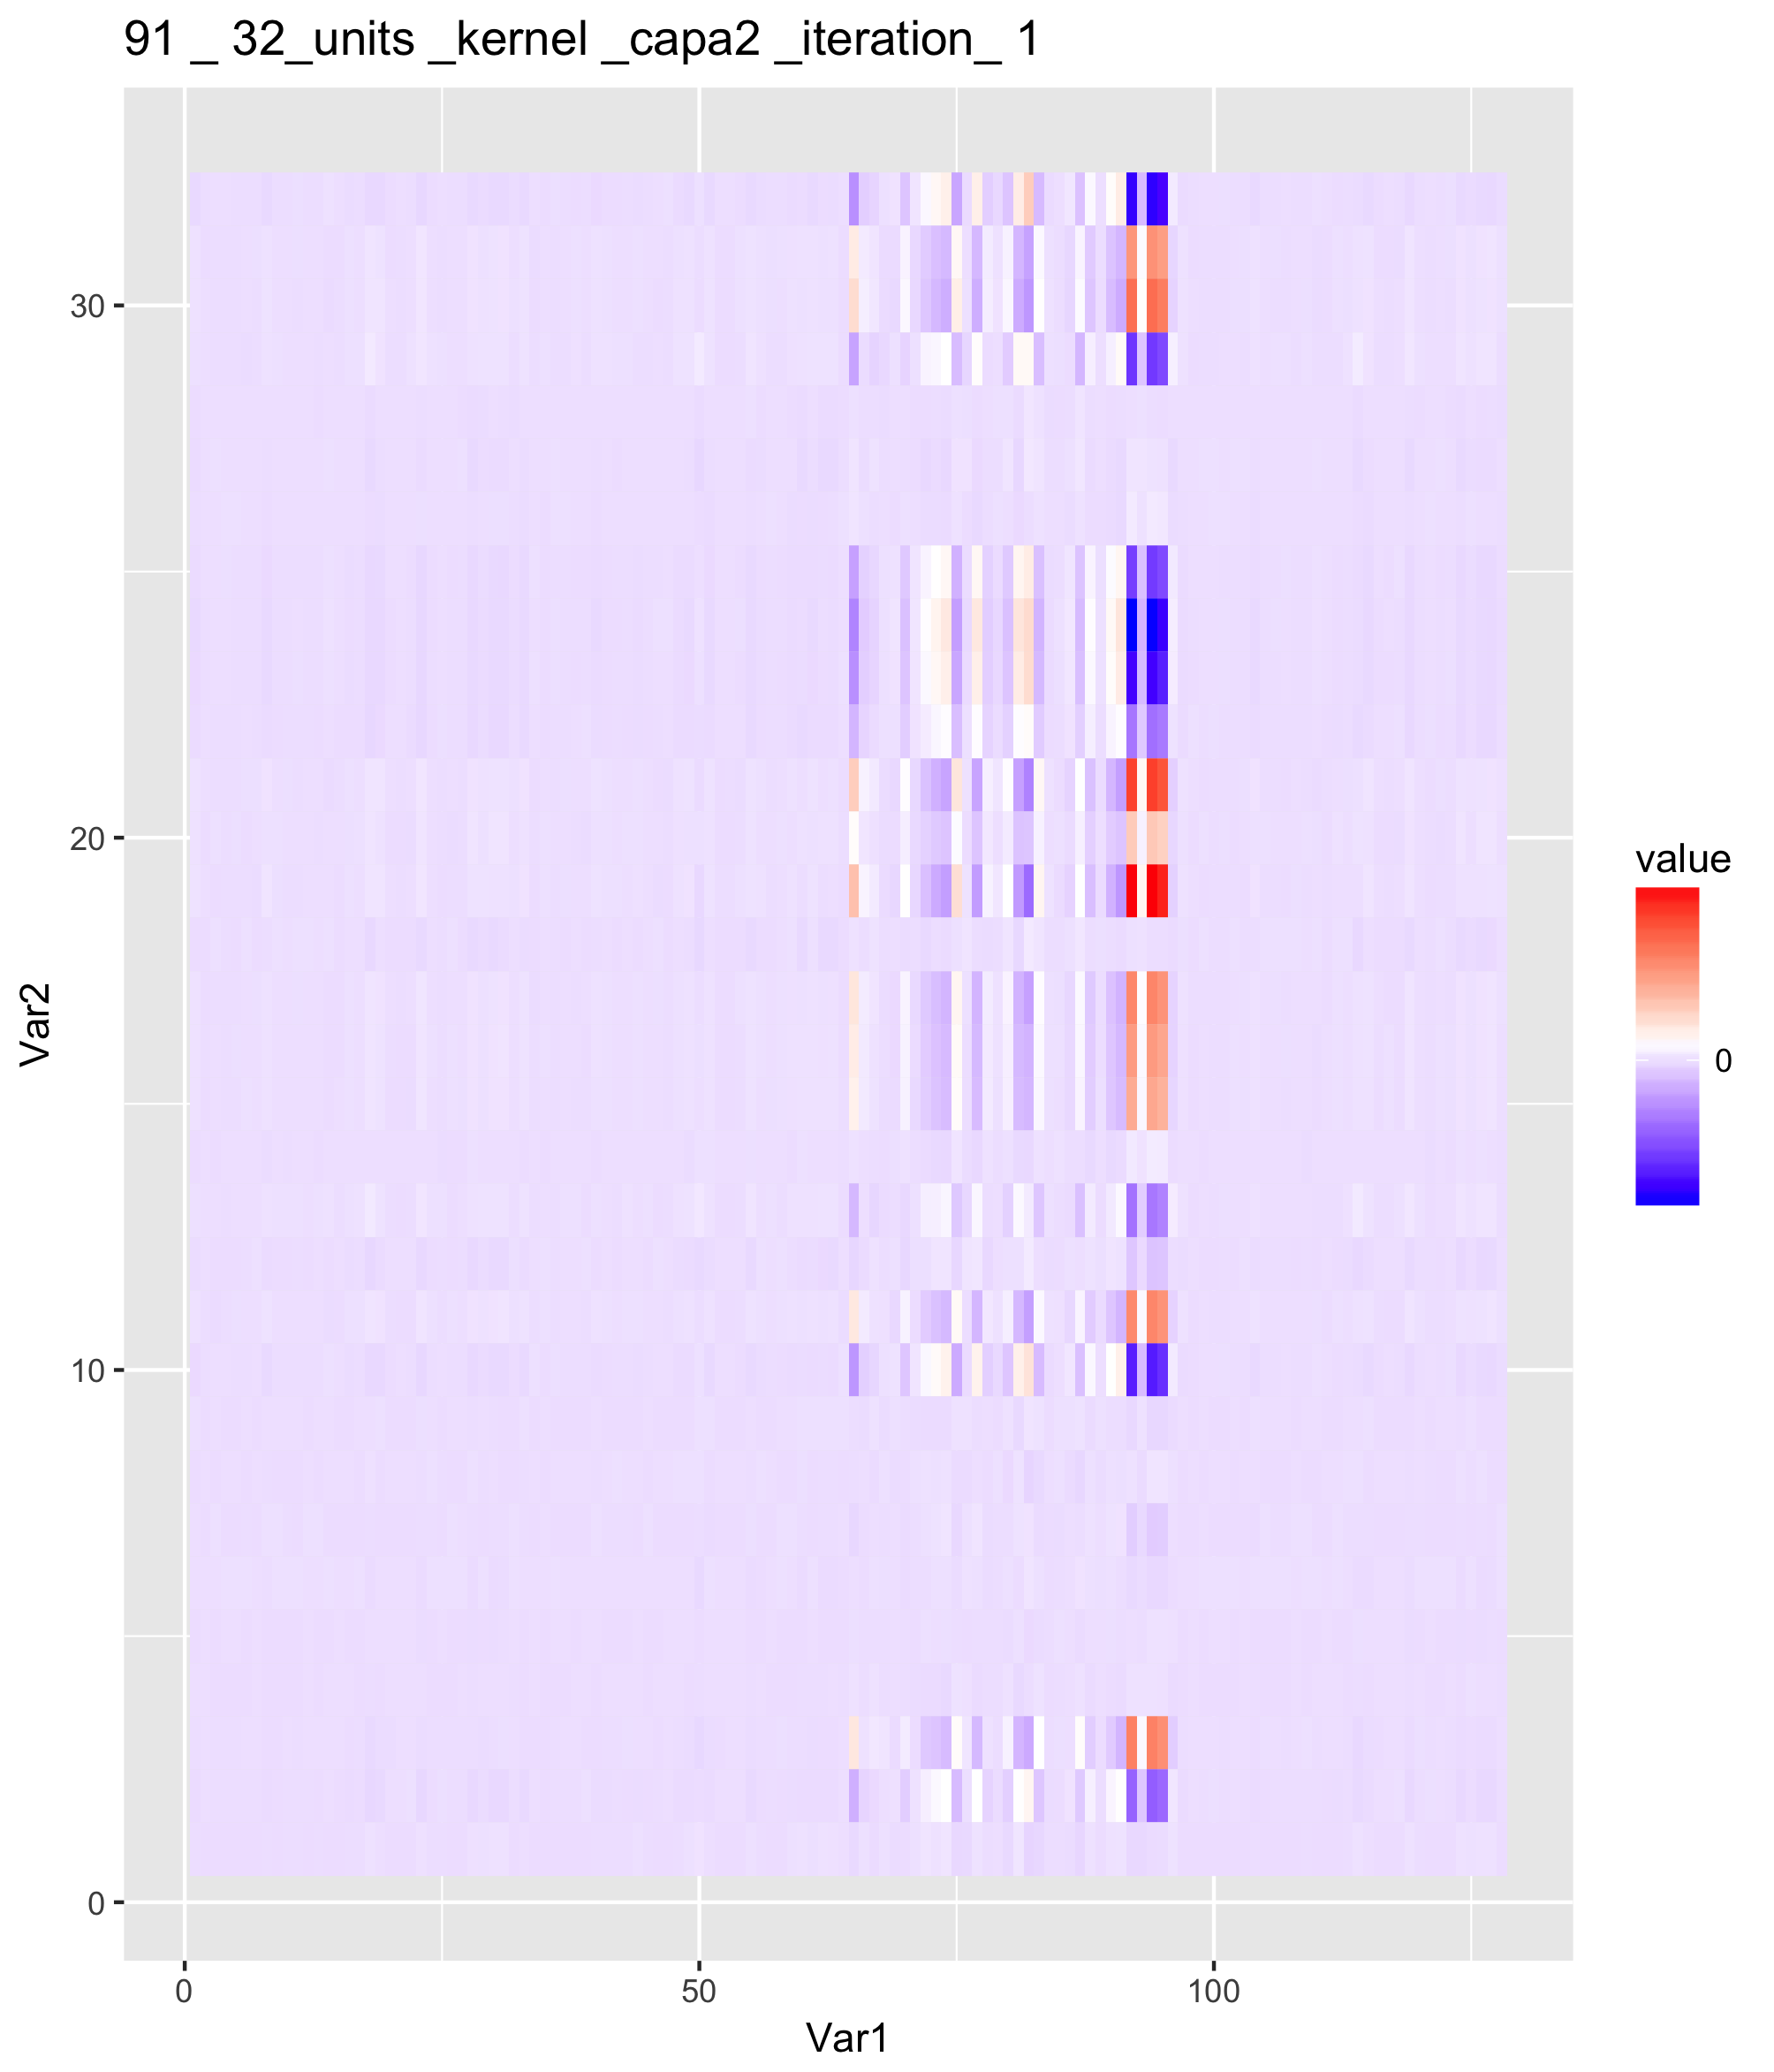 91 _ 32_units _kernel _capa2 _iteration_ 1
30
20
10
0
Var2
0
50
100
Var1
value
0